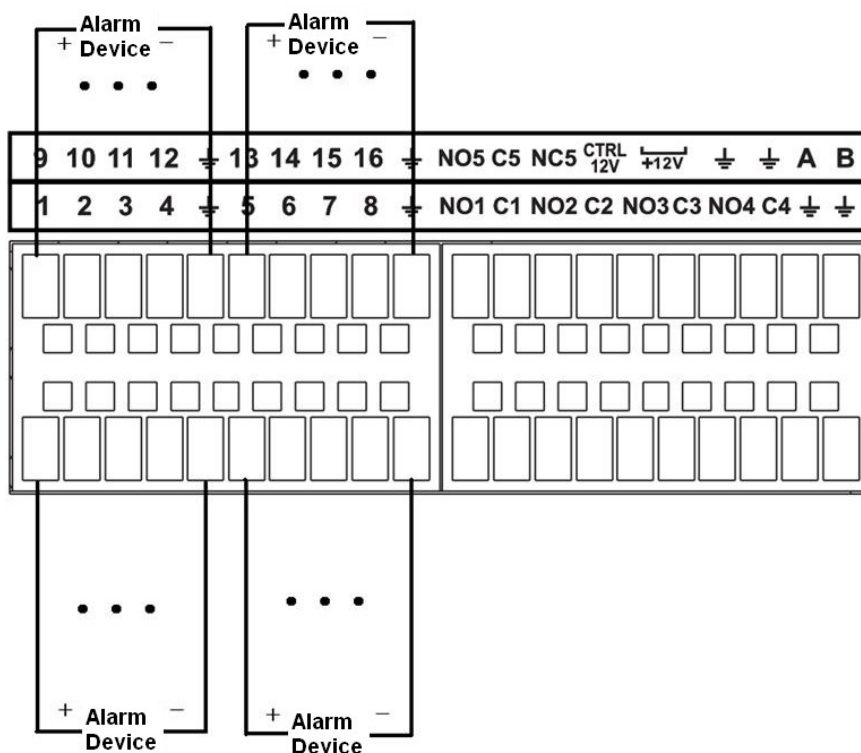 Alarm Device
+ −
Alarm Device
+ −
9 10 11 12 ⏚ 13 14 15 16 ⏚ NO5 C5 NC5 CTRL 12V +12V ⏚ ⏚ A B
1 2 3 4 ⏚ 5 6 7 8 ⏚ NO1 C1 NO2 C2 NO3 C3 NO4 C4 ⏚ ⏚
+ −
Alarm Device
+ −
Alarm Device